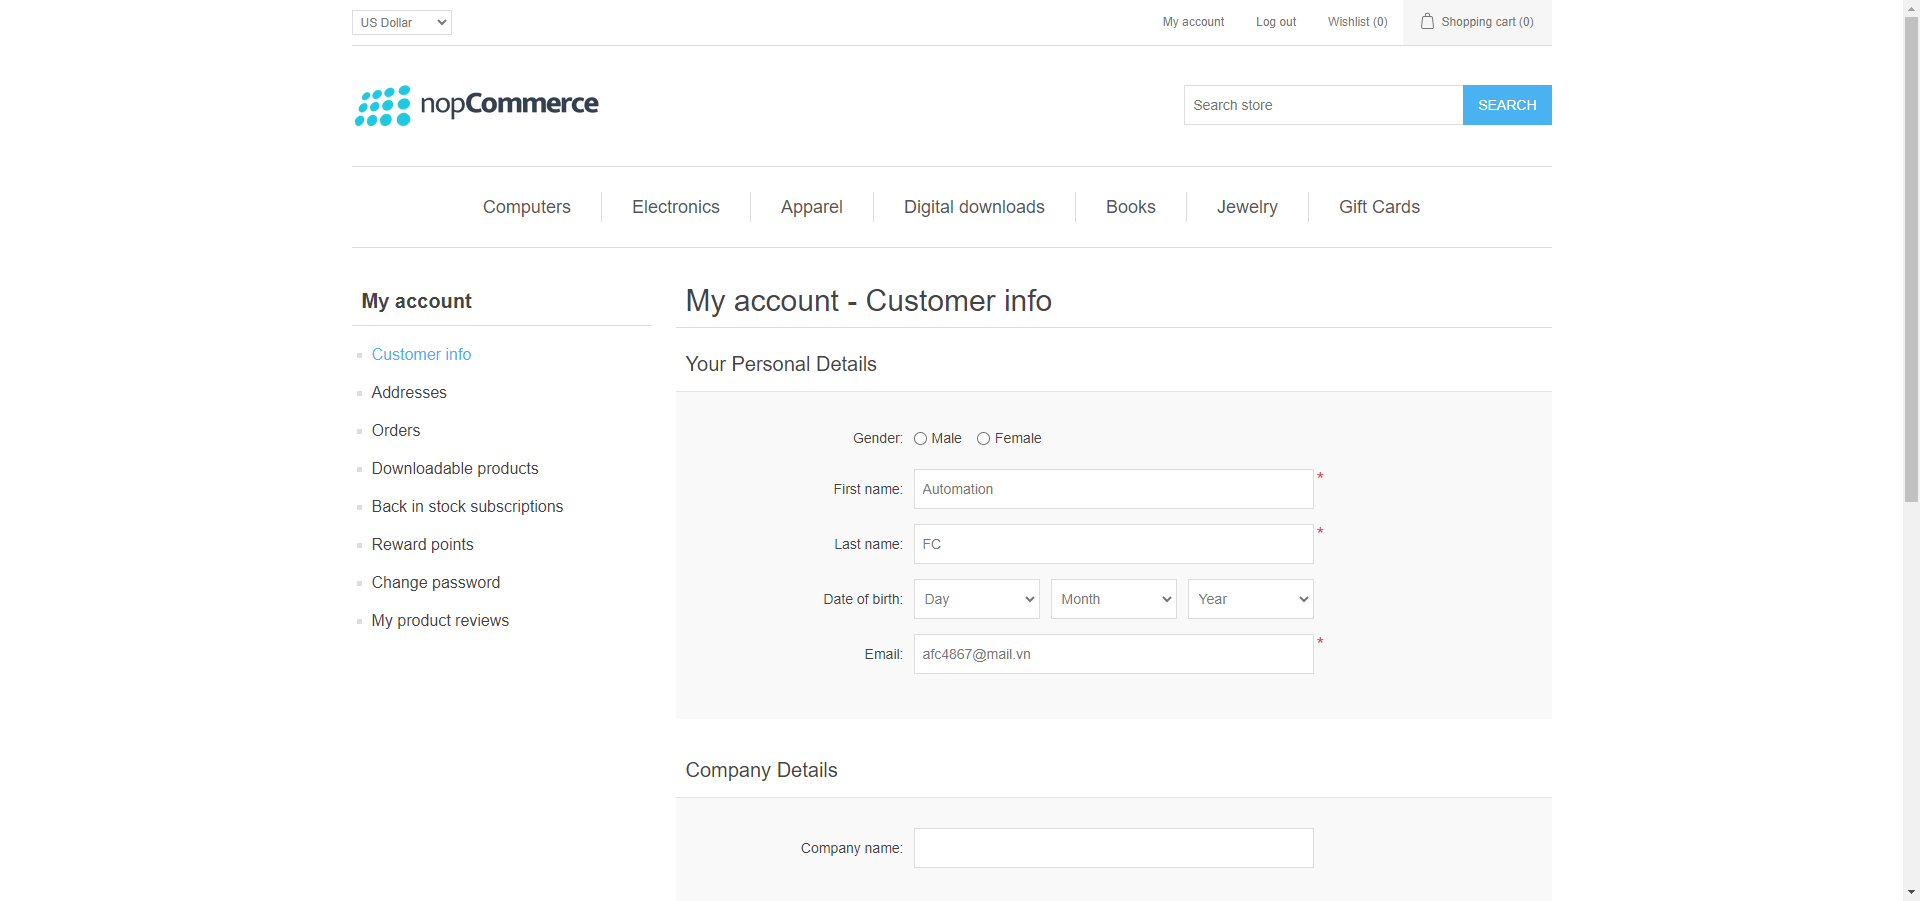 US Dollar My account Log out Wishlist (0) Shopping cart (0)
nopCommerce Search store SEARCH
Computers Electronics Apparel Digital downloads Books Jewelry Gift Cards
My account
Customer info
Addresses
Orders
Downloadable products
Back in stock subscriptions
Reward points
Change password
My product reviews
My account - Customer info
Your Personal Details
Gender: Male Female
First name: Automation *
Last name: FC *
Date of birth: Day Month Year
Email: afc4867@mail.vn *
Company Details
Company name: